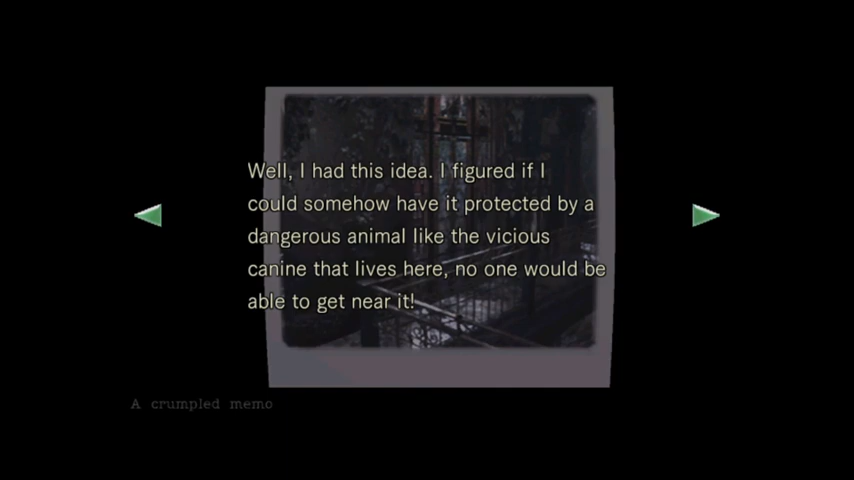 Well, I had this idea. I figured if I
could somehow have it protected by a
dangerous animal like the vicious
canine that lives here, no one would be
able to get near it!
A crumpled memo